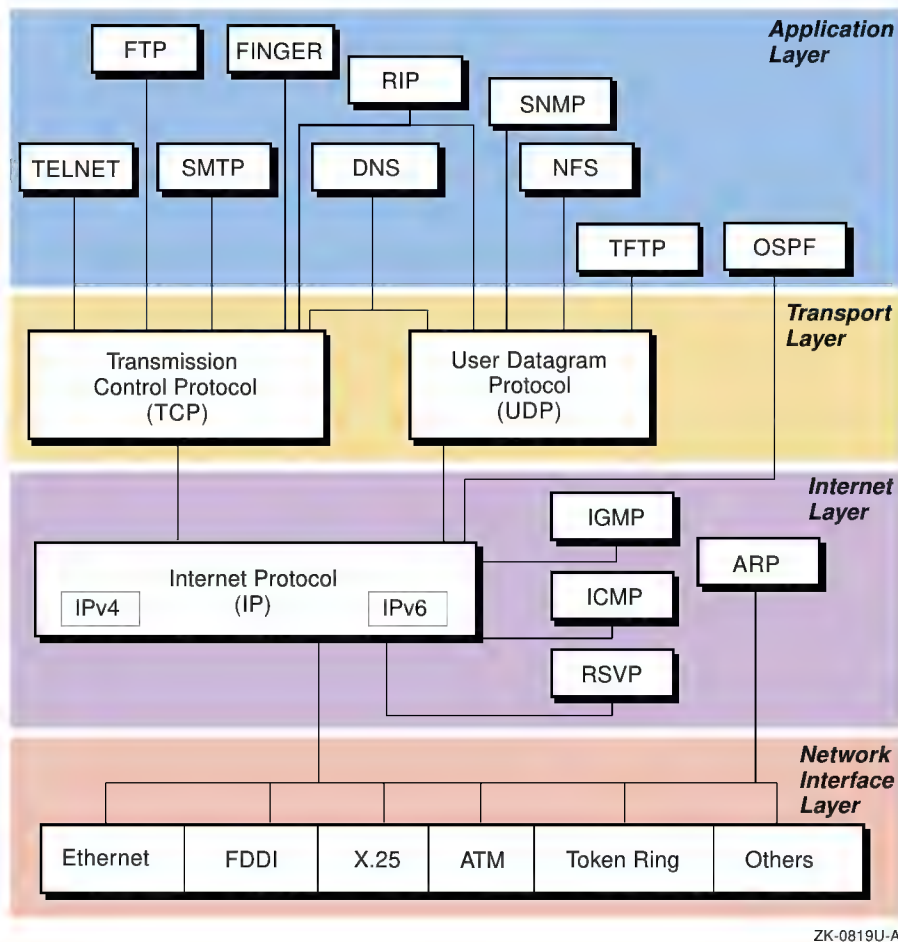 Application
Layer
FTP
FINGER
RIP
SNMP
TELNET
SMTP
DNS
NFS
TFTP
OSPF
Transport
Layer
Transmission
Control Protocol
(TCP)
User Datagram
Protocol
(UDP)
Internet
Layer
IGMP
ARP
Internet Protocol
(IP)
IPv4
IPv6
ICMP
RSVP
Network
Interface
Layer
Ethernet
FDDI
X.25
ATM
Token Ring
Others
ZK-0819U-A